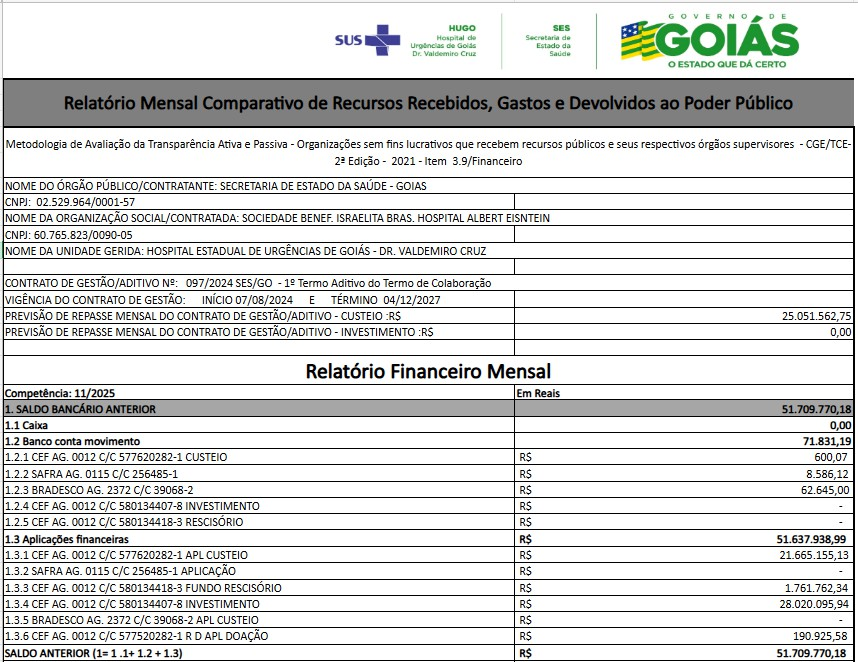 SUS
HUGO
Hospital de
Urgências de Goiás
Dr. Valdemiro Cruz
SES
Secretaria de
Estado da
Saúde
GOVERNO DE
GOIÁS
O ESTADO QUE DÁ CERTO
Relatório Mensal Comparativo de Recursos Recebidos, Gastos e Devolvidos ao Poder Público
Metodologia de Avaliação da Transparência Ativa e Passiva - Organizações sem fins lucrativos que recebem recursos públicos e seus respectivos órgãos supervisores - CGE/TCE-
2ª Edição - 2021 - Item 3.9/Financeiro
NOME DO ÓRGÃO PÚBLICO/CONTRATANTE: SECRETARIA DE ESTADO DA SAÚDE - GOIAS
CNPJ: 02.529.964/0001-57
NOME DA ORGANIZAÇÃO SOCIAL/CONTRATADA: SOCIEDADE BENEF. ISRAELITA BRAS. HOSPITAL ALBERT EISNTEIN
CNPJ: 60.765.823/0090-05
NOME DA UNIDADE GERIDA: HOSPITAL ESTADUAL DE URGÊNCIAS DE GOIÁS - DR. VALDEMIRO CRUZ
CONTRATO DE GESTÃO/ADITIVO Nº: 097/2024 SES/GO - 1º Termo Aditivo do Termo de Colaboração
VIGÊNCIA DO CONTRATO DE GESTÃO: INÍCIO 07/08/2024 E TÉRMINO 04/12/2027
PREVISÃO DE REPASSE MENSAL DO CONTRATO DE GESTÃO/ADITIVO - CUSTEIO :R$ 25.051.562,75
PREVISÃO DE REPASSE MENSAL DO CONTRATO DE GESTÃO/ADITIVO - INVESTIMENTO :R$ 0,00
Relatório Financeiro Mensal
Competência: 11/2025 Em Reais
1. SALDO BANCÁRIO ANTERIOR 51.709.770,18
1.1 Caixa 0,00
1.2 Banco conta movimento 71.831,19
1.2.1 CEF AG. 0012 C/C 577620282-1 CUSTEIO R$ 600,07
1.2.2 SAFRA AG. 0115 C/C 256485-1 R$ 8.586,12
1.2.3 BRADESCO AG. 2372 C/C 39068-2 R$ 62.645,00
1.2.4 CEF AG. 0012 C/C 580134407-8 INVESTIMENTO R$ -
1.2.5 CEF AG. 0012 C/C 580134418-3 RESCISÓRIO R$ -
1.3 Aplicações financeiras R$ 51.637.938,99
1.3.1 CEF AG. 0012 C/C 577620282-1 APL CUSTEIO R$ 21.665.155,13
1.3.2 SAFRA AG. 0115 C/C 256485-1 APLICAÇÃO R$ -
1.3.3 CEF AG. 0012 C/C 580134418-3 FUNDO RESCISÓRIO R$ 1.761.762,34
1.3.4 CEF AG. 0012 C/C 580134407-8 INVESTIMENTO R$ 28.020.095,94
1.3.5 BRADESCO AG. 2372 C/C 39068-2 APL CUSTEIO R$ -
1.3.6 CEF AG. 0012 C/C 577520282-1 R D APL DOAÇÃO R$ 190.925,58
SALDO ANTERIOR (1= 1 .1+ 1.2 + 1.3) R$ 51.709.770,18